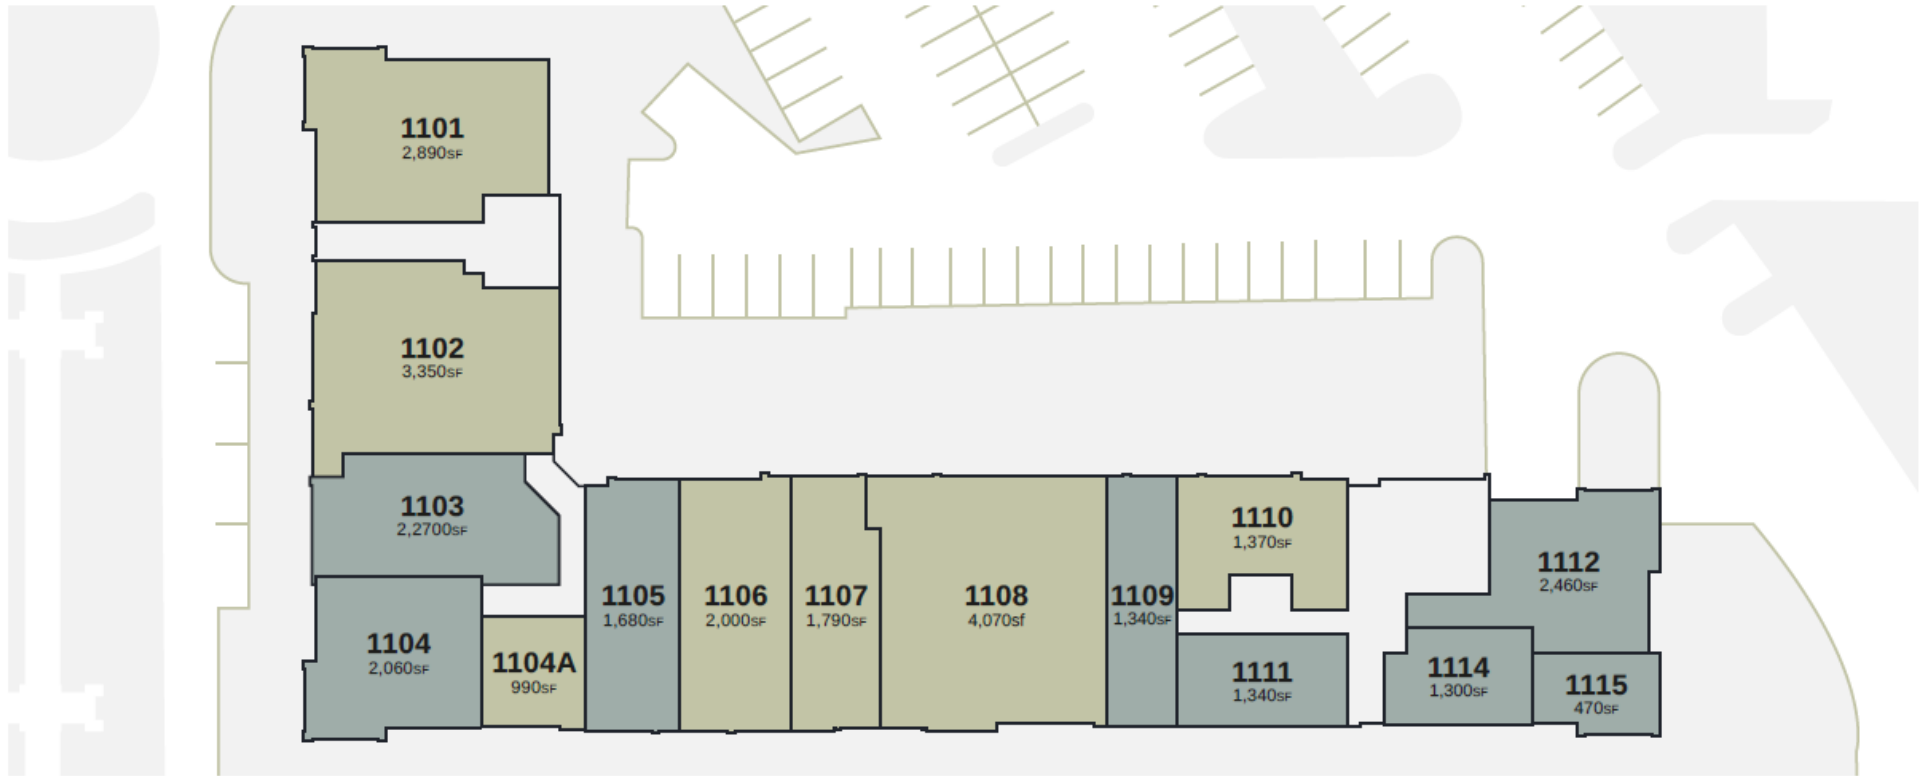 1101
2,890SF
1102
3,350SF
1103
2,2700SF
1104
2,060SF
1104A
990SF
1105
1,680SF
1106
2,000SF
1107
1,790SF
1108
4,070sf
1109
1,340SF
1110
1,370SF
1111
1,340SF
1112
2,460SF
1114
1,300SF
1115
470SF